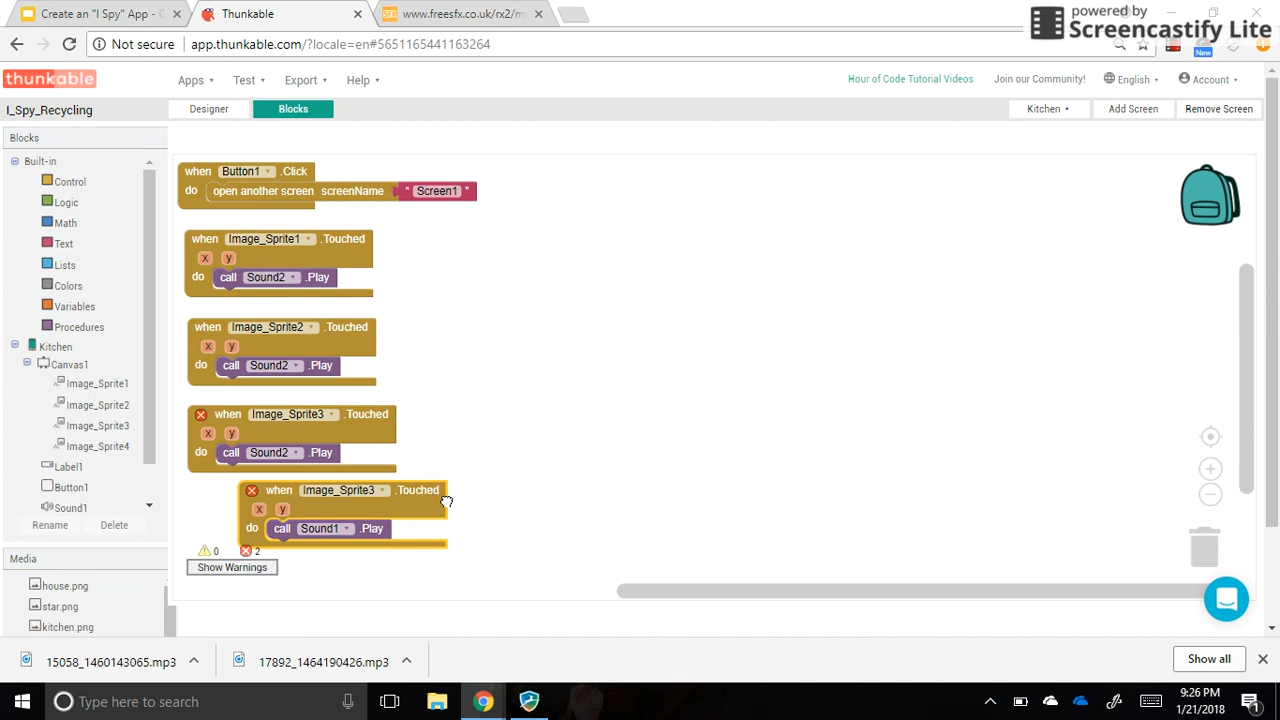 Create an "I Spy" App - G
Thunkable
www.freesfx.co.uk/rx2/m
powered by
Screencastify Lite
Not secure
app.thunkable.com/?locale=en#5651165441163264
New
thunkable
Apps
Test
Export
Help
Hour of Code Tutorial Videos
Join our Community!
English
Account
I_Spy_Recycling
Designer
Blocks
Kitchen
Add Screen
Remove Screen
Blocks
Built-in
Control
Logic
Math
Text
Lists
Colors
Variables
Procedures
Kitchen
Canvas1
Image_Sprite1
Image_Sprite2
Image_Sprite3
Image_Sprite4
Label1
Button1
Sound1
Rename
Delete
Media
house.png
star.png
kitchen.png
when Button1 .Click
do open another screen screenName " Screen1 "
when Image_Sprite1 .Touched
x y
do call Sound2 .Play
when Image_Sprite2 .Touched
x y
do call Sound2 .Play
when Image_Sprite3 .Touched
x y
do call Sound2 .Play
when Image_Sprite3 .Touched
x y
do call Sound1 .Play
0 2
Show Warnings
15058_1460143065.mp3
17892_1464190426.mp3
Show all
Type here to search
9:26 PM
1/21/2018
1